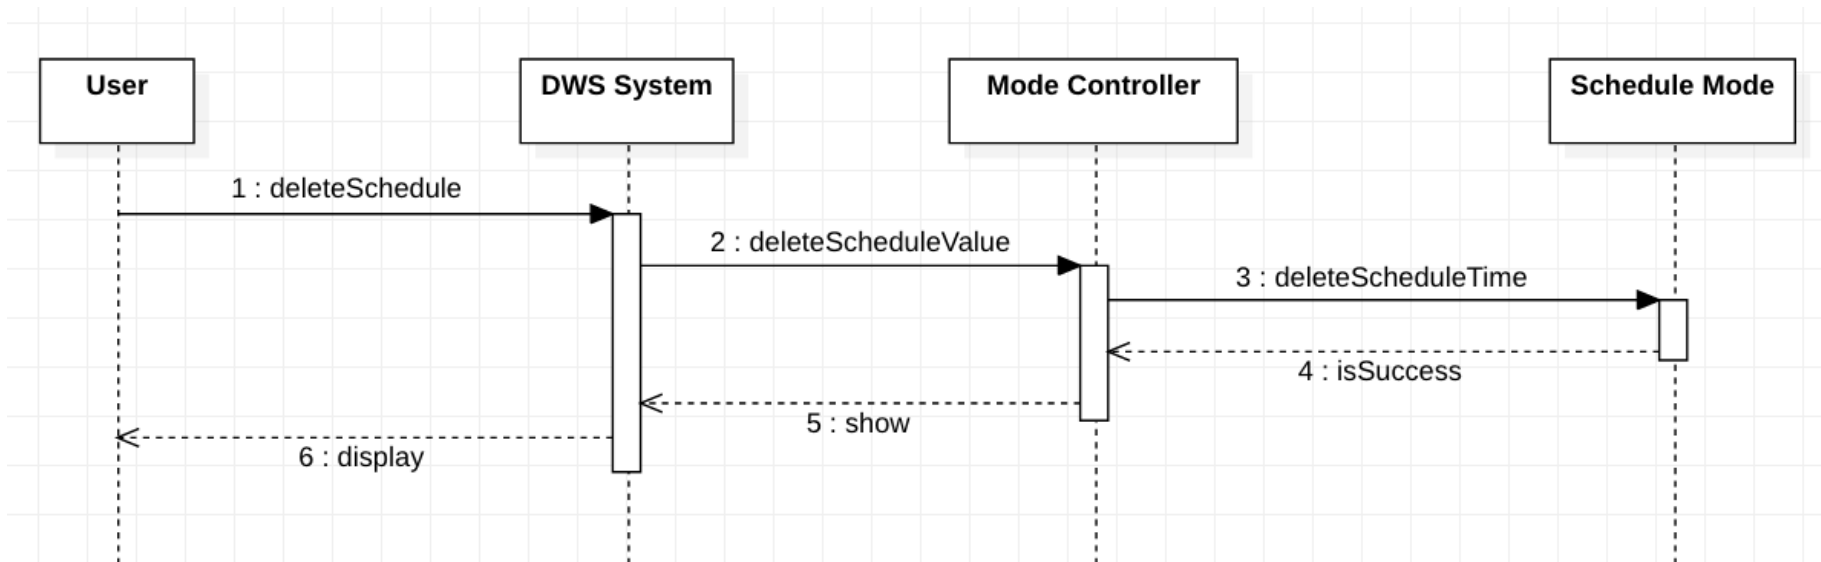 User
DWS System
Mode Controller
Schedule Mode
1 : deleteSchedule
2 : deleteScheduleValue
3 : deleteScheduleTime
4 : isSuccess
5 : show
6 : display